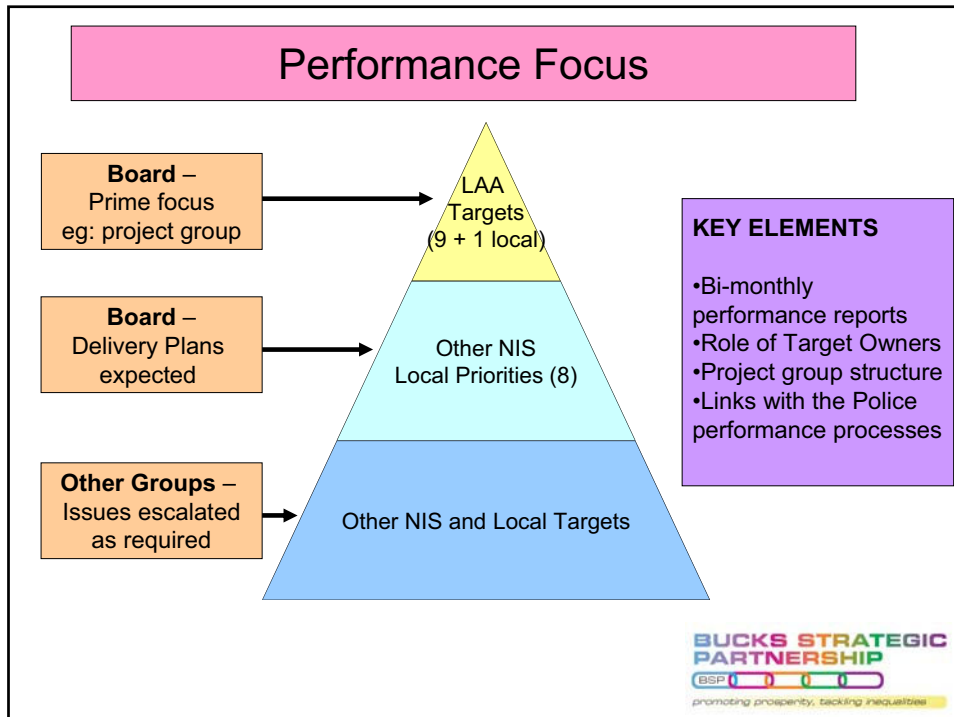 Performance Focus
Board –
Prime focus
eg: project group
LAA
Targets
(9 + 1 local)
Board –
Delivery Plans
expected
Other NIS
Local Priorities (8)
Other Groups –
Issues escalated
as required
Other NIS and Local Targets
KEY ELEMENTS
•Bi-monthly
performance reports
•Role of Target Owners
•Project group structure
•Links with the Police
performance processes
BUCKS STRATEGIC
PARTNERSHIP
BSP
promoting prosperity, tackling inequalities